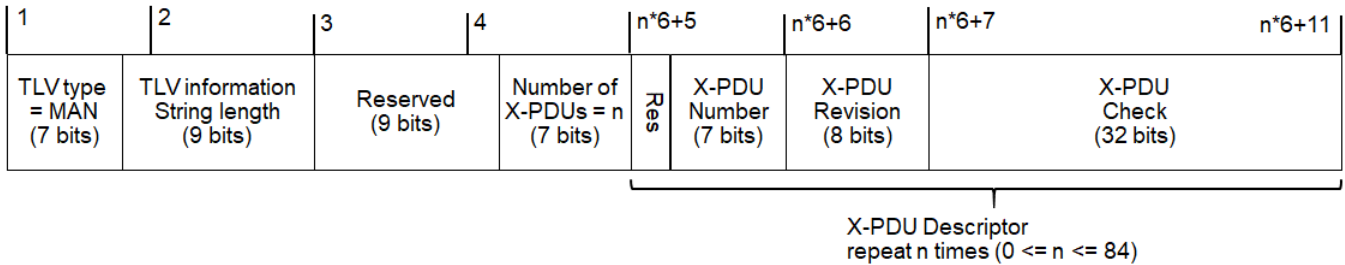 1 2 3 4 n*6+5 n*6+6 n*6+7 n*6+11
TLV type
= MAN
(7 bits)
TLV information
String length
(9 bits)
Reserved
(9 bits)
Number of
X-PDUs = n
(7 bits)
Res
X-PDU
Number
(7 bits)
X-PDU
Revision
(8 bits)
X-PDU
Check
(32 bits)
X-PDU Descriptor
repeat n times (0 <= n <= 84)